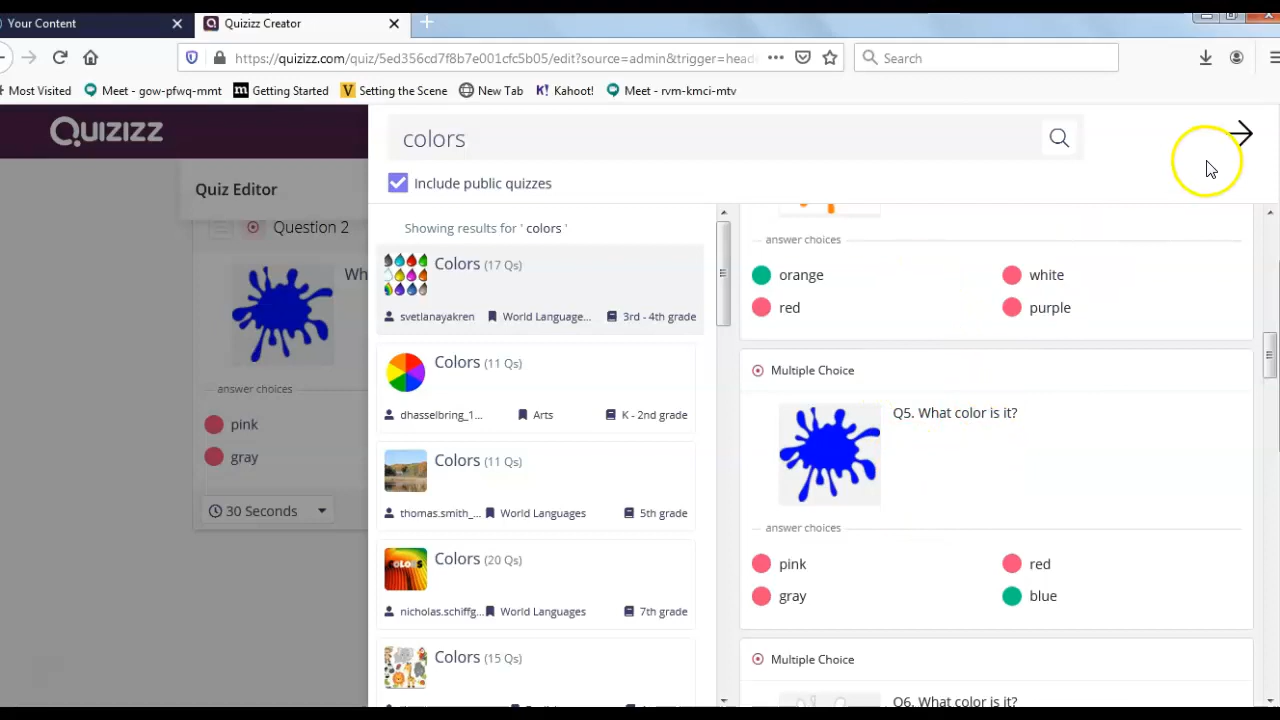 Your Content
Quizizz Creator
https://quizizz.com/quiz/5ed356cd7f8b7e001cfc5b05/edit?source=admin&trigger=head
Search
Most Visited
Meet - gow-pfwq-mmt
Getting Started
Setting the Scene
New Tab
Kahoot!
Meet - rvm-kmci-mtv
Quizizz
colors
Include public quizzes
Quiz Editor
Question 2
Wh
answer choices
pink
gray
30 Seconds
Showing results for ' colors '
Colors (17 Qs)
svetlanayakren World Language... 3rd - 4th grade
Colors (11 Qs)
dhasselbring_1... Arts K - 2nd grade
Colors (11 Qs)
thomas.smith_... World Languages 5th grade
Colors (20 Qs)
COLORS
nicholas.schiffg... World Languages 7th grade
Colors (15 Qs)
answer choices
orange white
red purple
Multiple Choice
Q5. What color is it?
answer choices
pink red
gray blue
Multiple Choice
Q6. What color is it?